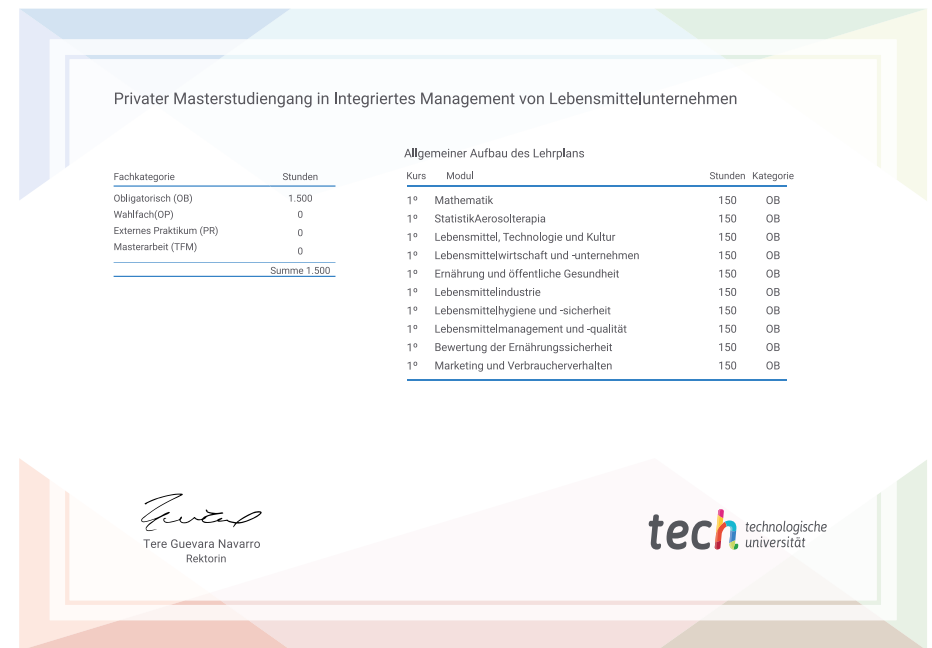 Privater Masterstudiengang in Integriertes Management von Lebensmittelunternehmen
Fachkategorie Stunden
Obligatorisch (OB) 1.500
Wahlfach(OP) 0
Externes Praktikum (PR) 0
Masterarbeit (TFM) 0
Summe 1.500
Allgemeiner Aufbau des Lehrplans
Kurs Modul Stunden Kategorie
1º Mathematik 150 OB
1º StatistikAerosolterapia 150 OB
1º Lebensmittel, Technologie und Kultur 150 OB
1º Lebensmittelwirtschaft und -unternehmen 150 OB
1º Ernährung und öffentliche Gesundheit 150 OB
1º Lebensmittelindustrie 150 OB
1º Lebensmittelhygiene und -sicherheit 150 OB
1º Lebensmittelmanagement und -qualität 150 OB
1º Bewertung der Ernährungssicherheit 150 OB
1º Marketing und Verbraucherverhalten 150 OB
Tere Guevara Navarro
Rektorin
tech technologische
universität